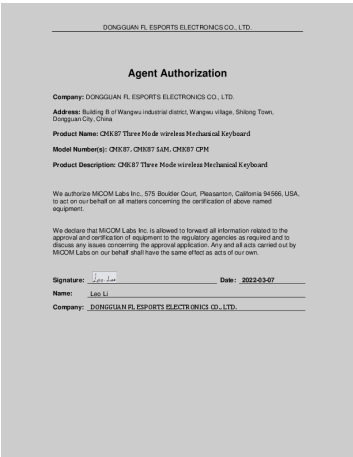 DONGGUAN FL ESPORTS ELECTRONICS CO., LTD.
Agent Authorization
Company: DONGGUAN FL ESPORTS ELECTRONICS CO., LTD.
Address: Building B of Wangwu industrial district, Wangwu village, Shilong Town,
Dongguan City, China
Product Name: CMK87 Three Mode wireless Mechanical Keyboard
Model Number(s): CMK87, CMK87 SAM, CMK87 CPM
Product Description: CMK87 Three Mode wireless Mechanical Keyboard
We authorize MiCOM Labs Inc., 575 Boulder Court, Pleasanton, California 94566, USA,
to act on our behalf on all matters concerning the certification of above named
equipment.
We declare that MiCOM Labs Inc. is allowed to forward all information related to the
approval and certification of equipment to the regulatory agencies as required and to
discuss any issues concerning the approval application. Any and all acts carried out by
MiCOM Labs on our behalf shall have the same effect as acts of our own.
Signature: Date: 2022-03-07
Name: Leo Li
Company: DONGGUAN FL ESPORTS ELECTRONICS CO., LTD.